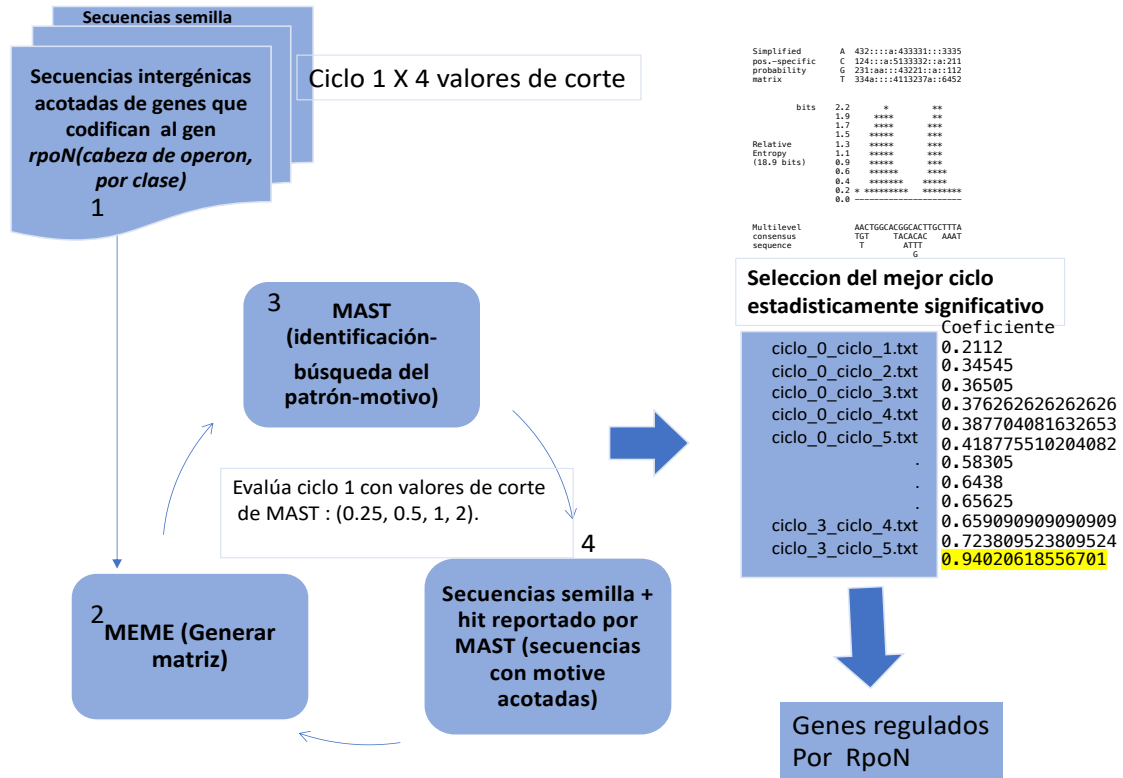 Secuencias semilla
Secuencias intergénicas
acotadas de genes que
codifican al gen
rpoN(cabeza de operon,
por clase)
1
Ciclo 1 X 4 valores de corte
3
MAST
(identificación-
búsqueda del
patrón-motivo)
Evalúa ciclo 1 con valores de corte
de MAST : (0.25, 0.5, 1, 2).
4
2
MEME (Generar
matriz)
Secuencias semilla +
hit reportado por
MAST (secuencias
con motive
acotadas)
Simplified A 432::::a:433331:::3335
pos.-specific C 124:::a:5133332::a:211
probability G 231:aa:::43221::a::112
matrix T 334a::::4113237a::6452
bits 2.2 * **
1.9 **** **
1.7 **** ***
1.5 ***** ***
Relative 1.3 ***** ***
Entropy 1.1 ***** ***
(18.9 bits) 0.9 ***** ***
0.6 ****** ****
0.4 ******* *****
0.2 * ********* ********
0.0 ----------------------
Multilevel AACTGGCACGGCACTTGCTTTA
consensus TGT TACACAC AAAT
sequence T ATTT
G
Seleccion del mejor ciclo
estadisticamente significativo
Coeficiente
ciclo_0_ciclo_1.txt 0.2112
ciclo_0_ciclo_2.txt 0.34545
ciclo_0_ciclo_3.txt 0.36505
ciclo_0_ciclo_4.txt 0.376262626262626
ciclo_0_ciclo_5.txt 0.387704081632653
0.418775510204082
. 0.58305
. 0.6438
. 0.65625
ciclo_3_ciclo_4.txt 0.659090909090909
ciclo_3_ciclo_5.txt 0.723809523809524
0.94020618556701
Genes regulados
Por RpoN